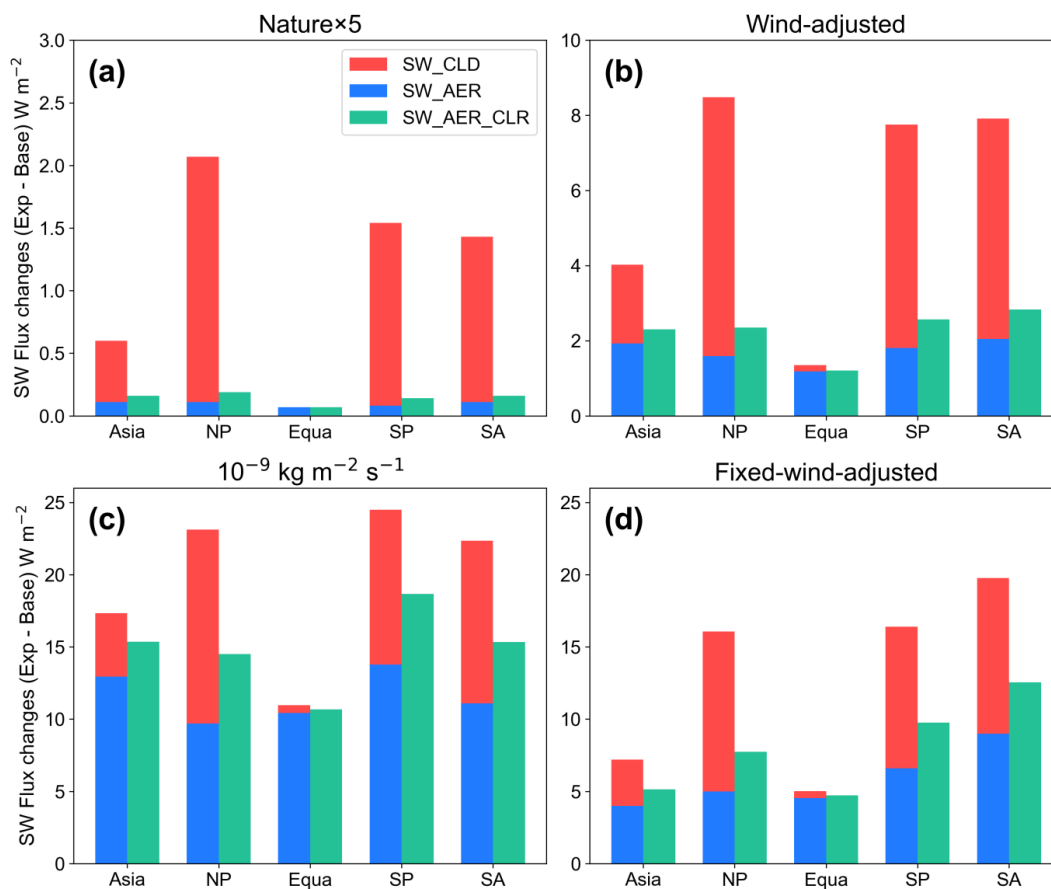 Nature×5
(a)
SW_CLD
SW_AER
SW_AER_CLR
SW Flux changes (Exp - Base) W m⁻²
3.0
2.5
2.0
1.5
1.0
0.5
0.0
Asia NP Equa SP SA
Wind-adjusted
(b)
10
8
6
4
2
0
Asia NP Equa SP SA
10⁻⁹ kg m⁻² s⁻¹
(c)
SW Flux changes (Exp - Base) W m⁻²
25
20
15
10
5
0
Asia NP Equa SP SA
Fixed-wind-adjusted
(d)
25
20
15
10
5
0
Asia NP Equa SP SA